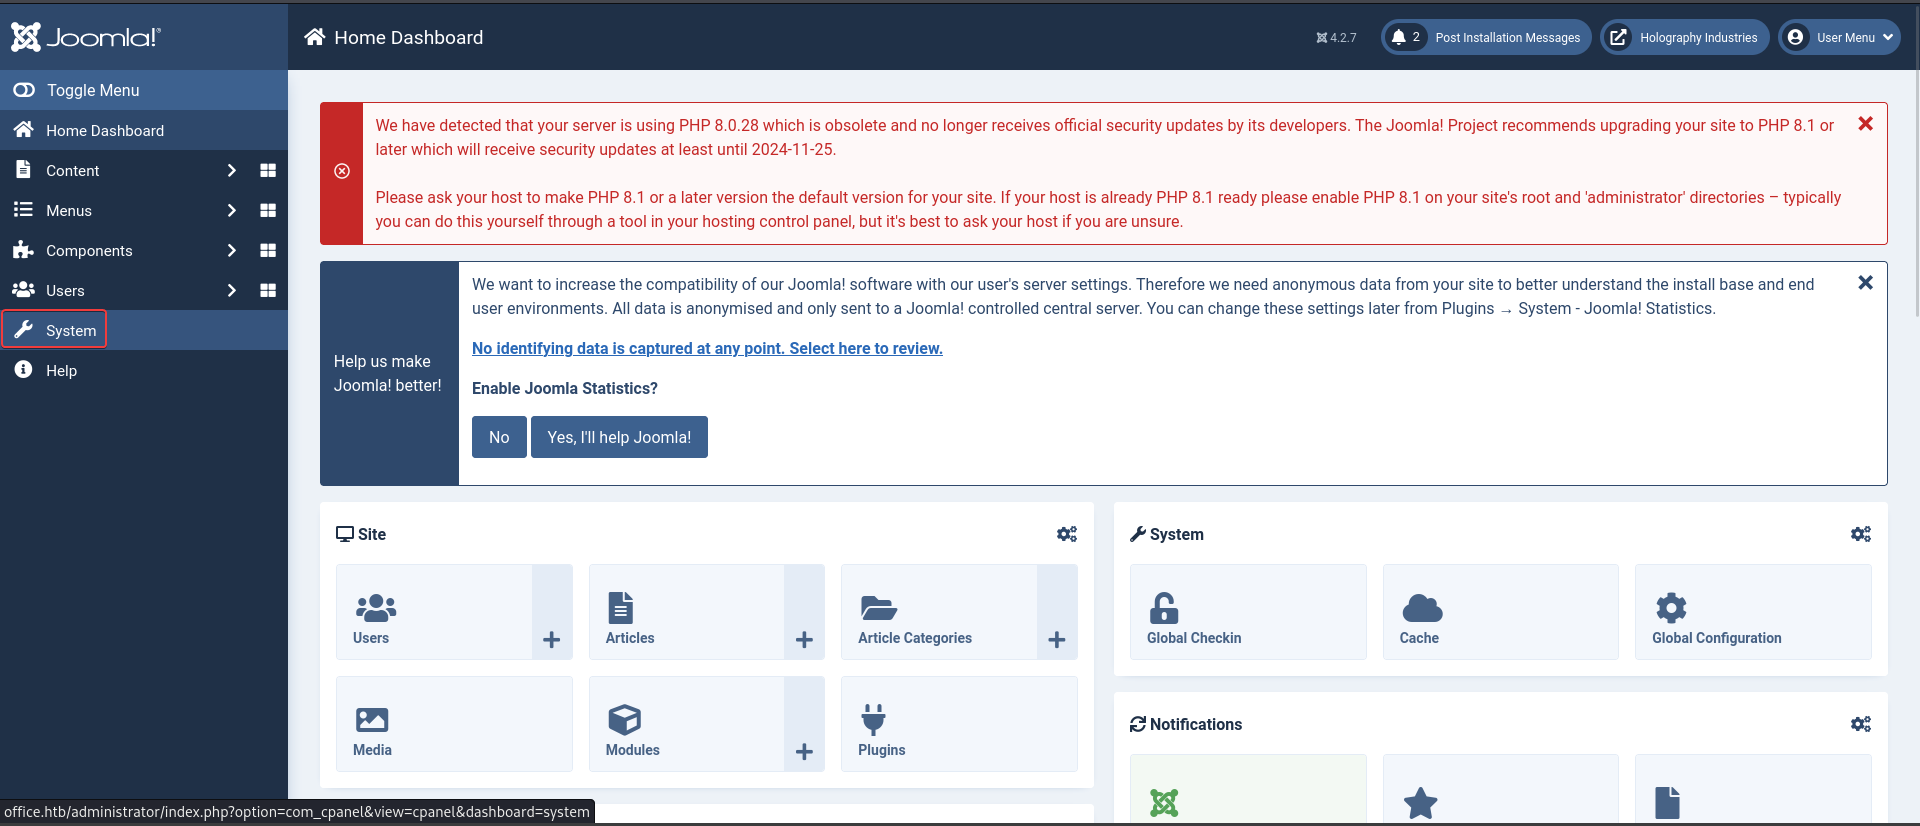 Joomla!®
Home Dashboard
4.2.7
2
Post Installation Messages
Holography Industries
User Menu
Toggle Menu
Home Dashboard
Content
Menus
Components
Users
System
Help
We have detected that your server is using PHP 8.0.28 which is obsolete and no longer receives official security updates by its developers. The Joomla! Project recommends upgrading your site to PHP 8.1 or
later which will receive security updates at least until 2024-11-25.
Please ask your host to make PHP 8.1 or a later version the default version for your site. If your host is already PHP 8.1 ready please enable PHP 8.1 on your site's root and 'administrator' directories – typically
you can do this yourself through a tool in your hosting control panel, but it's best to ask your host if you are unsure.
Help us make
Joomla! better!
We want to increase the compatibility of our Joomla! software with our user's server settings. Therefore we need anonymous data from your site to better understand the install base and end
user environments. All data is anonymised and only sent to a Joomla! controlled central server. You can change these settings later from Plugins → System - Joomla! Statistics.
No identifying data is captured at any point. Select here to review.
Enable Joomla Statistics?
No
Yes, I'll help Joomla!
Site
Users
Articles
Article Categories
Media
Modules
Plugins
System
Global Checkin
Cache
Global Configuration
Notifications
office.htb/administrator/index.php?option=com_cpanel&view=cpanel&dashboard=system